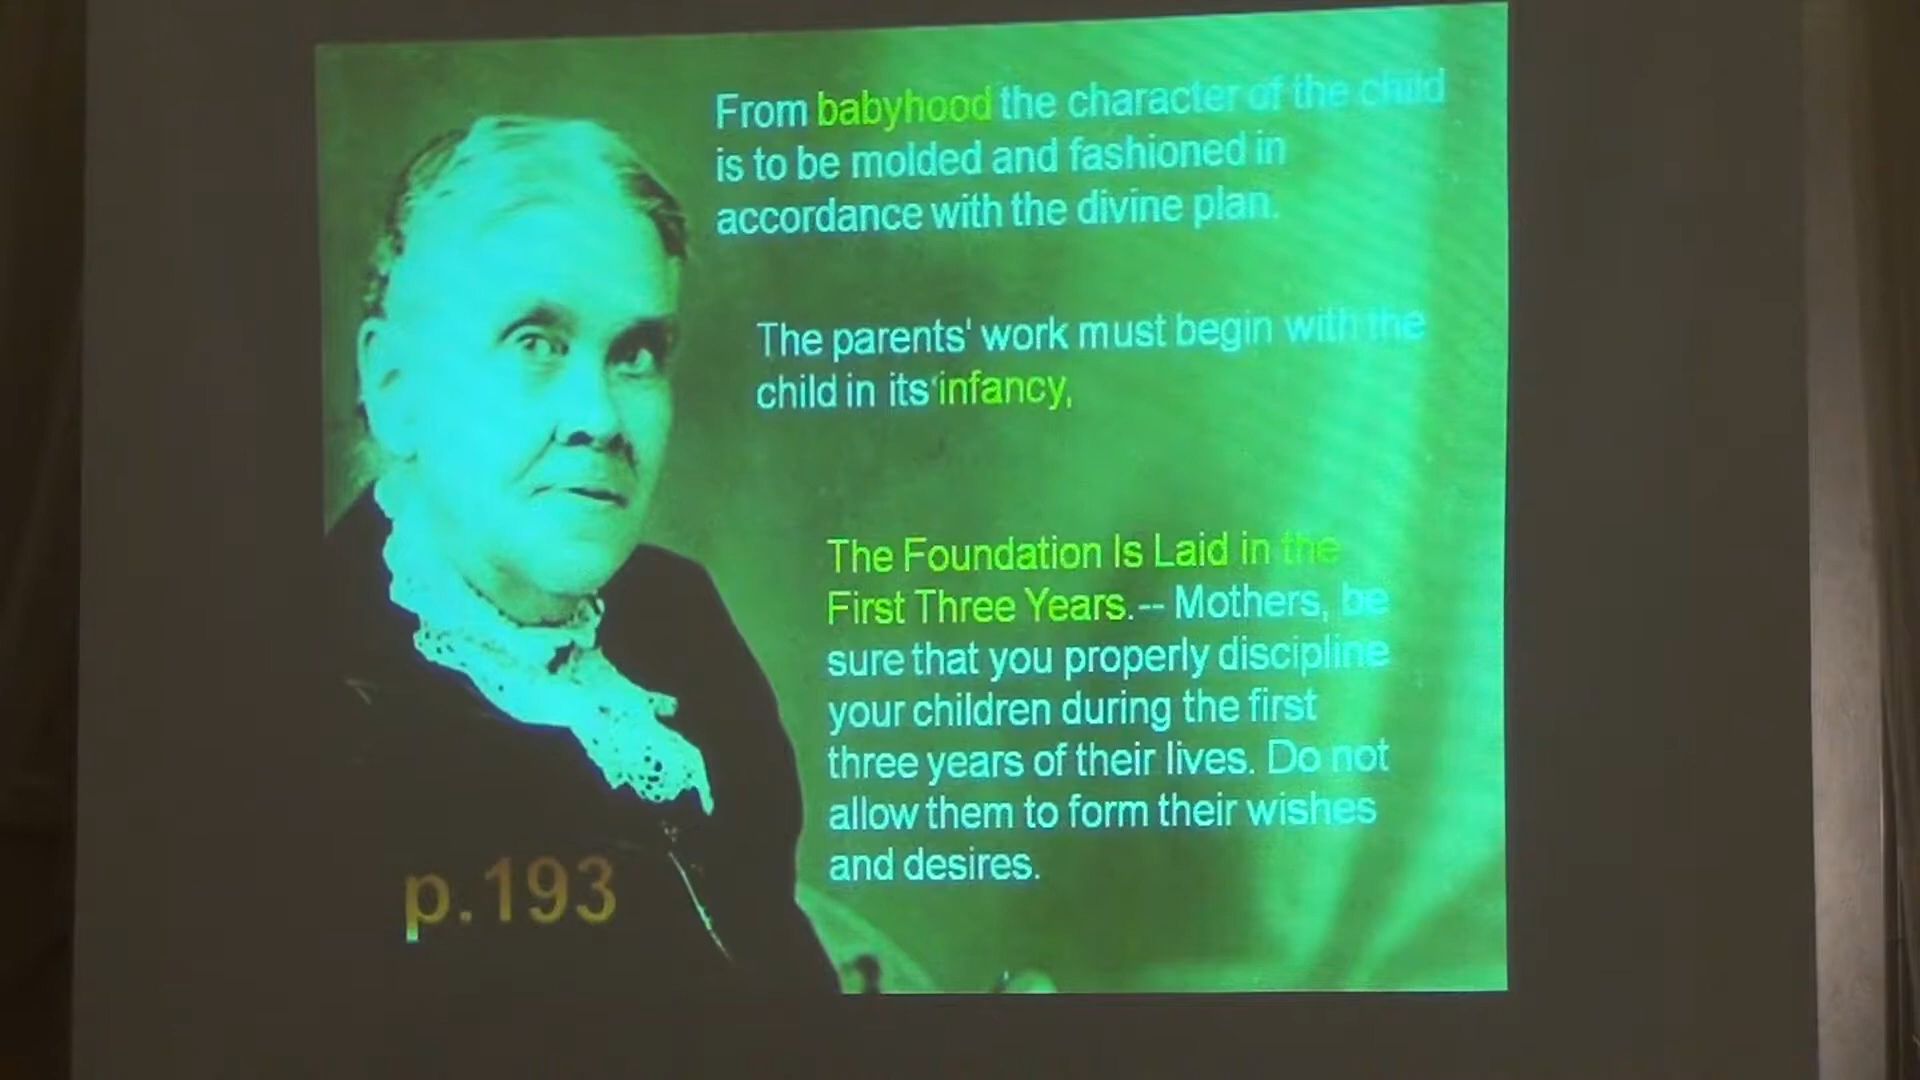 From babyhood the character of the child
is to be molded and fashioned in
accordance with the divine plan.
The parents' work must begin with the
child in its infancy,
The Foundation Is Laid in the
First Three Years. -- Mothers, be
sure that you properly discipline
your children during the first
three years of their lives. Do not
allow them to form their wishes
and desires.
p.193